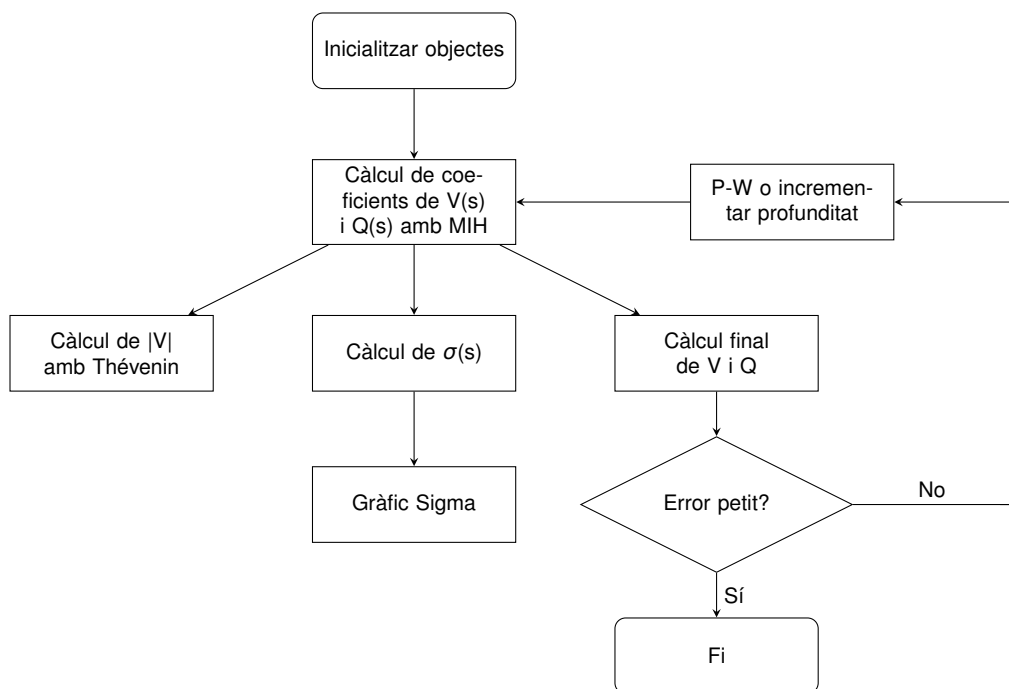 Inicialitzar objectes
Càlcul de coe-
ficients de V(s)
i Q(s) amb MIH
P-W o incremen-
tar profunditat
Càlcul de |V|
amb Thévenin
Càlcul de σ(s)
Càlcul final
de V i Q
Gràfic Sigma
Error petit?
No
Sí
Fi